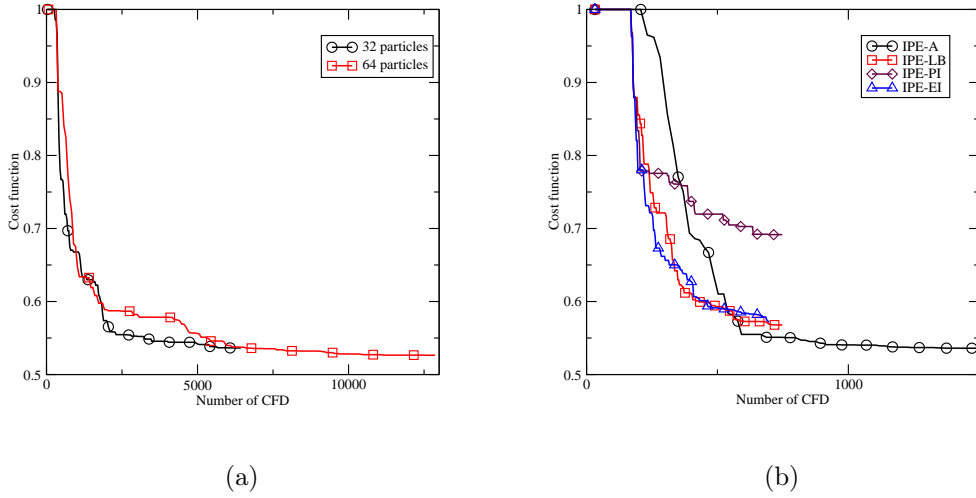 1
0.9
0.8
0.7
0.6
0.5
Cost function
0
5000
10000
Number of CFD
32 particles
64 particles
(a)
1
0.9
0.8
0.7
0.6
0.5
Cost function
0
1000
Number of CFD
IPE-A
IPE-LB
IPE-PI
IPE-EI
(b)